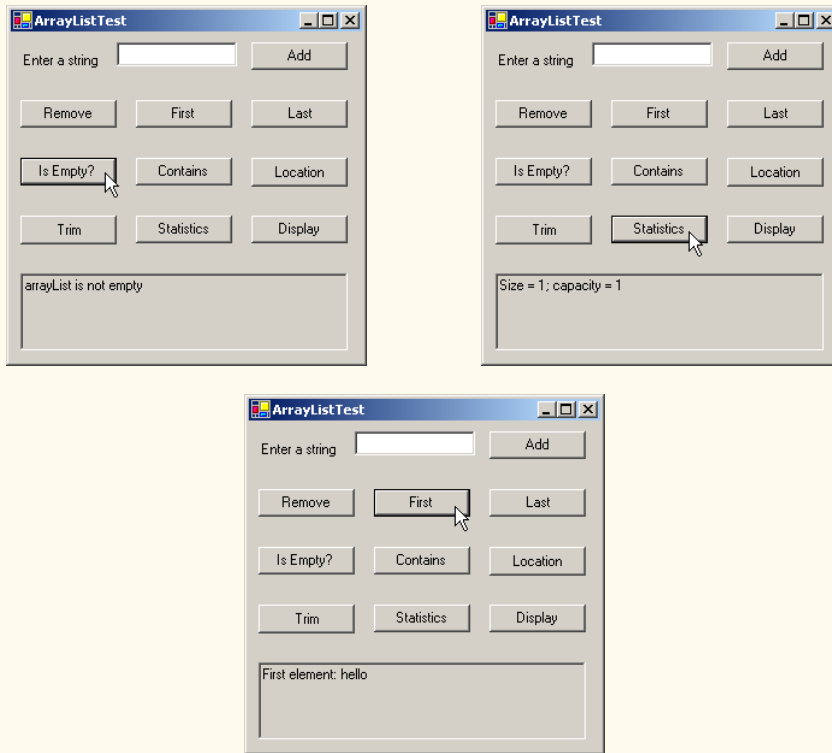 ArrayListTest
Enter a string Add
Remove First Last
Is Empty? Contains Location
Trim Statistics Display
arrayList is not empty
ArrayListTest
Enter a string Add
Remove First Last
Is Empty? Contains Location
Trim Statistics Display
Size = 1; capacity = 1
ArrayListTest
Enter a string Add
Remove First Last
Is Empty? Contains Location
Trim Statistics Display
First element: hello